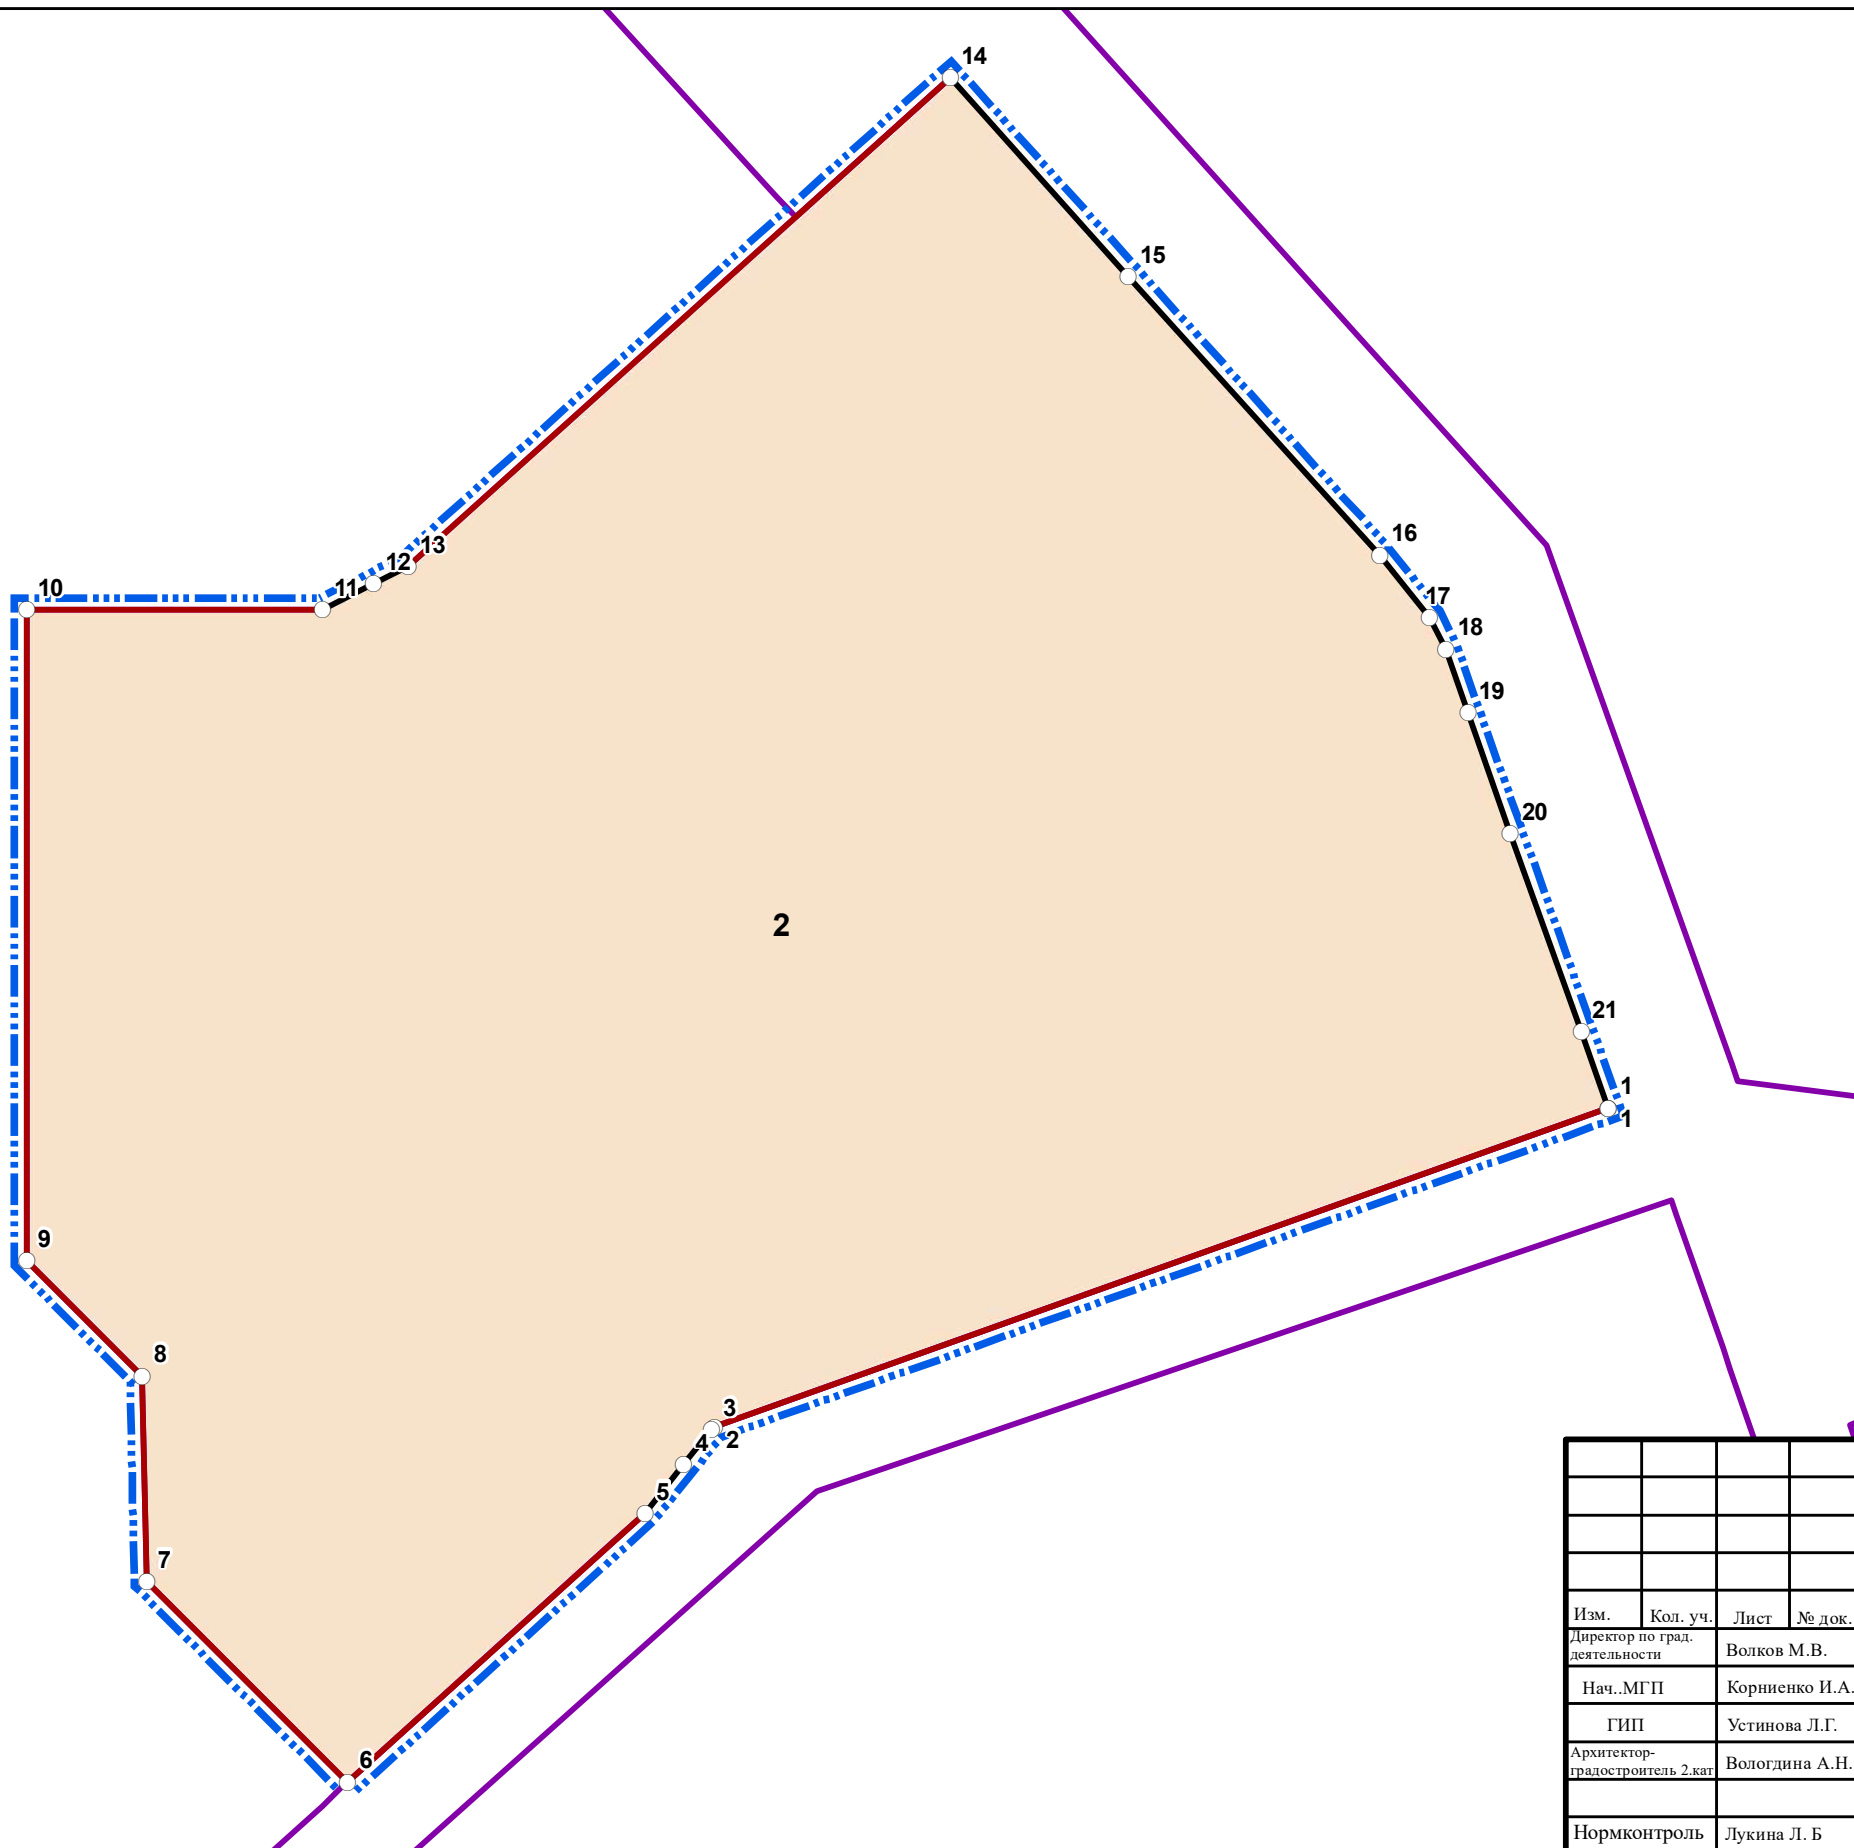 14
15
16
13
12
10
11
17
18
19
20
2
21
1
1
9
8
3
2
4
5
7
6
Изм. Кол. уч. Лист № док.
Директор по град.
деятельности
Волков М.В.
Нач..МГП Корниенко И.А.
ГИП Устинова Л.Г.
Архитектор-
градостроитель 2.кат
Вологдина А.Н.
Нормконтроль Лукина Л. Б